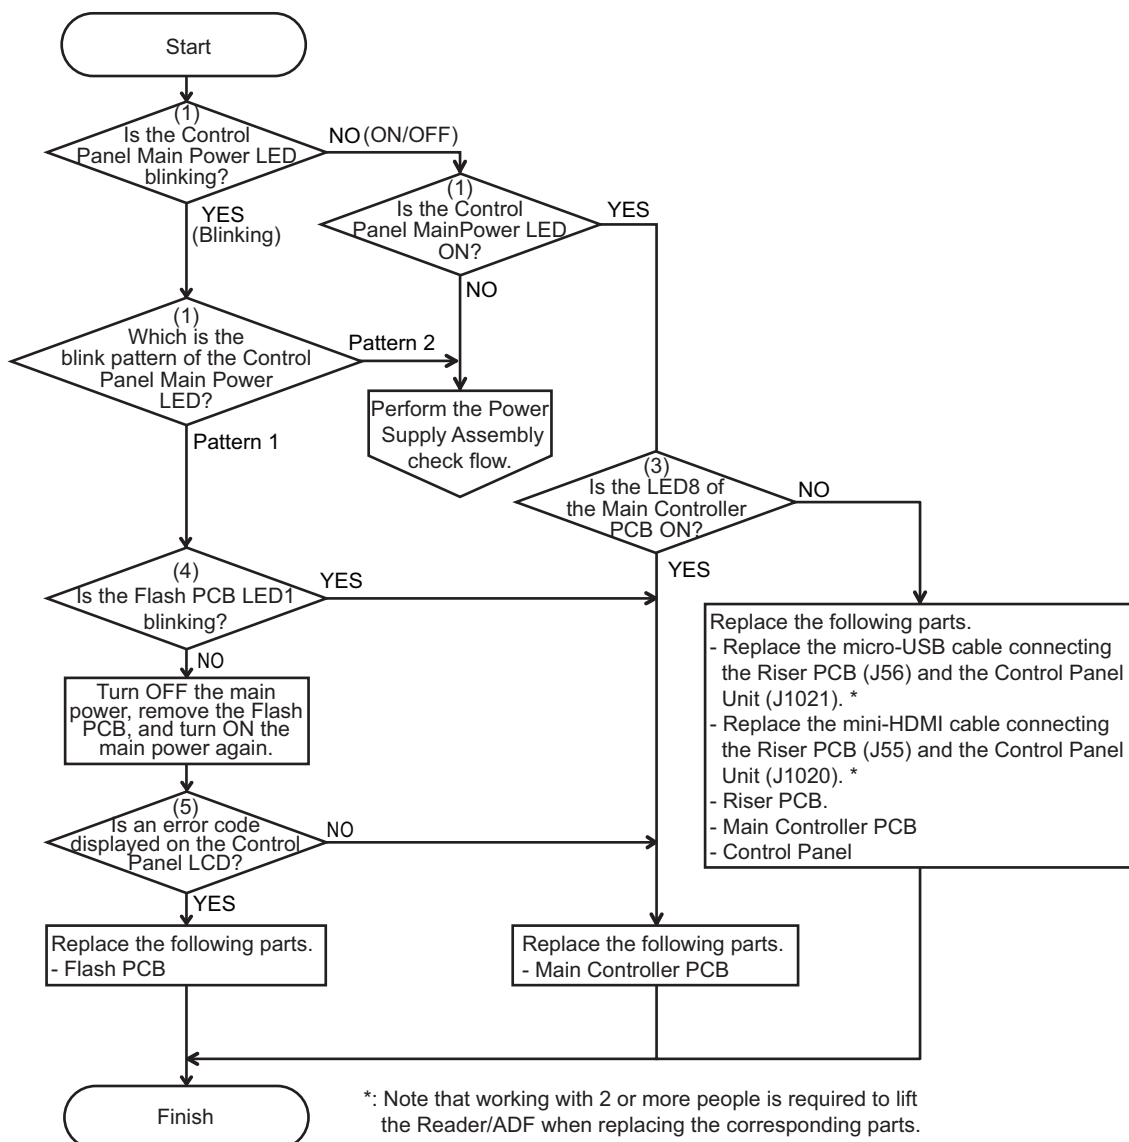 Start
(1)
Is the Control
Panel Main Power LED
blinking?
NO (ON/OFF)
YES
(Blinking)
(1)
Is the Control
Panel MainPower LED
ON?
YES
NO
(1)
Which is the
blink pattern of the Control
Panel Main Power
LED?
Pattern 2
Pattern 1
Perform the Power
Supply Assembly
check flow.
(3)
Is the LED8 of
the Main Controller
PCB ON?
NO
YES
(4)
Is the Flash PCB LED1
blinking?
YES
NO
Turn OFF the main
power, remove the Flash
PCB, and turn ON the
main power again.
(5)
Is an error code
displayed on the Control
Panel LCD?
NO
YES
Replace the following parts.
- Replace the micro-USB cable connecting
the Riser PCB (J56) and the Control Panel
Unit (J1021). *
- Replace the mini-HDMI cable connecting
the Riser PCB (J55) and the Control Panel
Unit (J1020). *
- Riser PCB.
- Main Controller PCB
- Control Panel
Replace the following parts.
- Flash PCB
Replace the following parts.
- Main Controller PCB
Finish
*: Note that working with 2 or more people is required to lift
the Reader/ADF when replacing the corresponding parts.